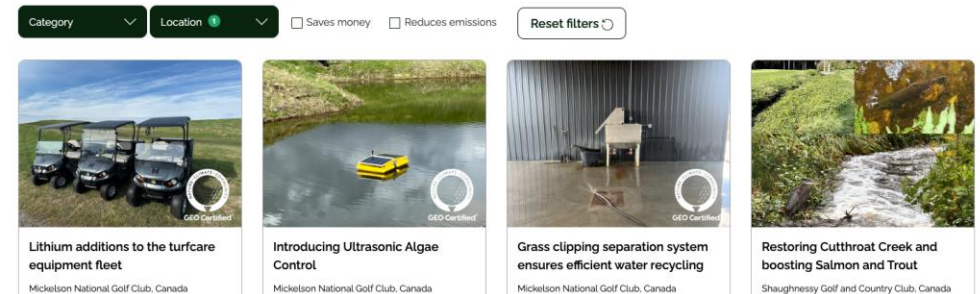 Category
Location 1
Saves money
Reduces emissions
Reset filters
GEO Certified
GEO Certified
GEO Certified
Lithium additions to the turfcare
equipment fleet
Mickelson National Golf Club, Canada
Introducing Ultrasonic Algae
Control
Mickelson National Golf Club, Canada
Grass clipping separation system
ensures efficient water recycling
Mickelson National Golf Club, Canada
Restoring Cutthroat Creek and
boosting Salmon and Trout
Shaughnessy Golf and Country Club, Canada